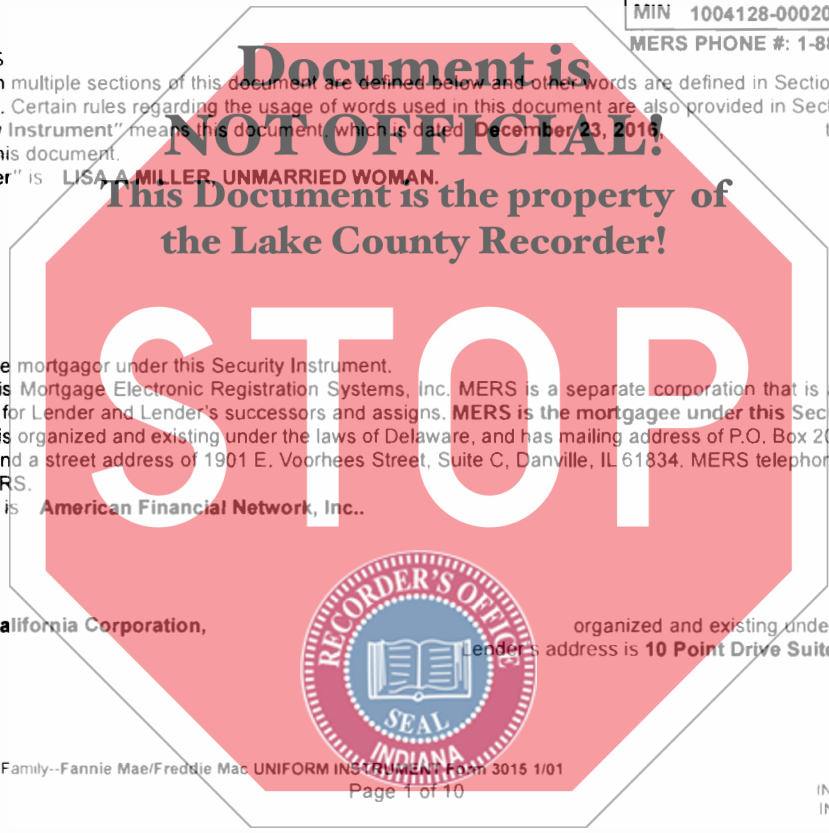 MIN 1004128-00020
MERS PHONE #: 1-88
Document is
multiple sections of this document are defined below and other words are defined in Sectio
. Certain rules regarding the usage of words used in this document are also provided in Sect
Instrument" means this document, which is dated December 23, 2016,
NOT OFFICIAL!
is document.
er" is LISA A MILLER, UNMARRIED WOMAN.
This Document is the property of
the Lake County Recorder!
STOP
e mortgagor under this Security Instrument.
is Mortgage Electronic Registration Systems, Inc. MERS is a separate corporation that is a
for Lender and Lender's successors and assigns. MERS is the mortgagee under this Secu
is organized and existing under the laws of Delaware, and has mailing address of P.O. Box 20
nd a street address of 1901 E. Voorhees Street, Suite C, Danville, IL 61834. MERS telephon
RS.
is American Financial Network, Inc..
alifornia Corporation,
organized and existing unde
Lender's address is 10 Point Drive Suite
RECORDER'S OFFICE
SEAL
INDIANA
Family--Fannie Mae/Freddie Mac UNIFORM INSTRUMENT Form 3015 1/01
Page 1 of 10
IN
IN